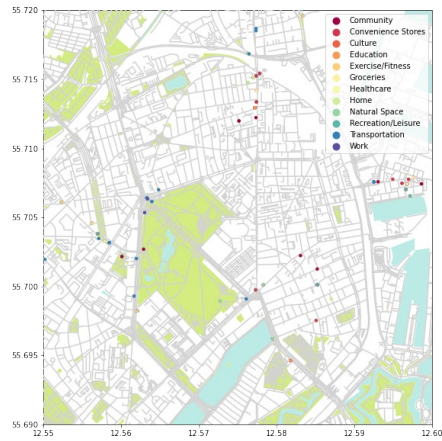 55.720
55.715
55.710
55.705
55.700
55.695
55.690
12.55
12.56
12.57
12.58
12.59
12.60
Community
Convenience Stores
Culture
Education
Exercise/Fitness
Groceries
Healthcare
Home
Natural Space
Recreation/Leisure
Transportation
Work